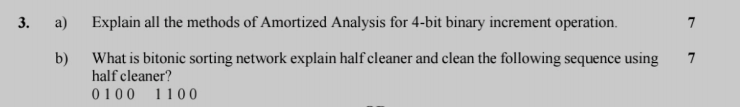 3. a) Explain all the methods of Amortized Analysis for 4-bit binary increment operation. 7
b) What is bitonic sorting network explain half cleaner and clean the following sequence using 7
half cleaner?
0 1 0 0 1 1 0 0